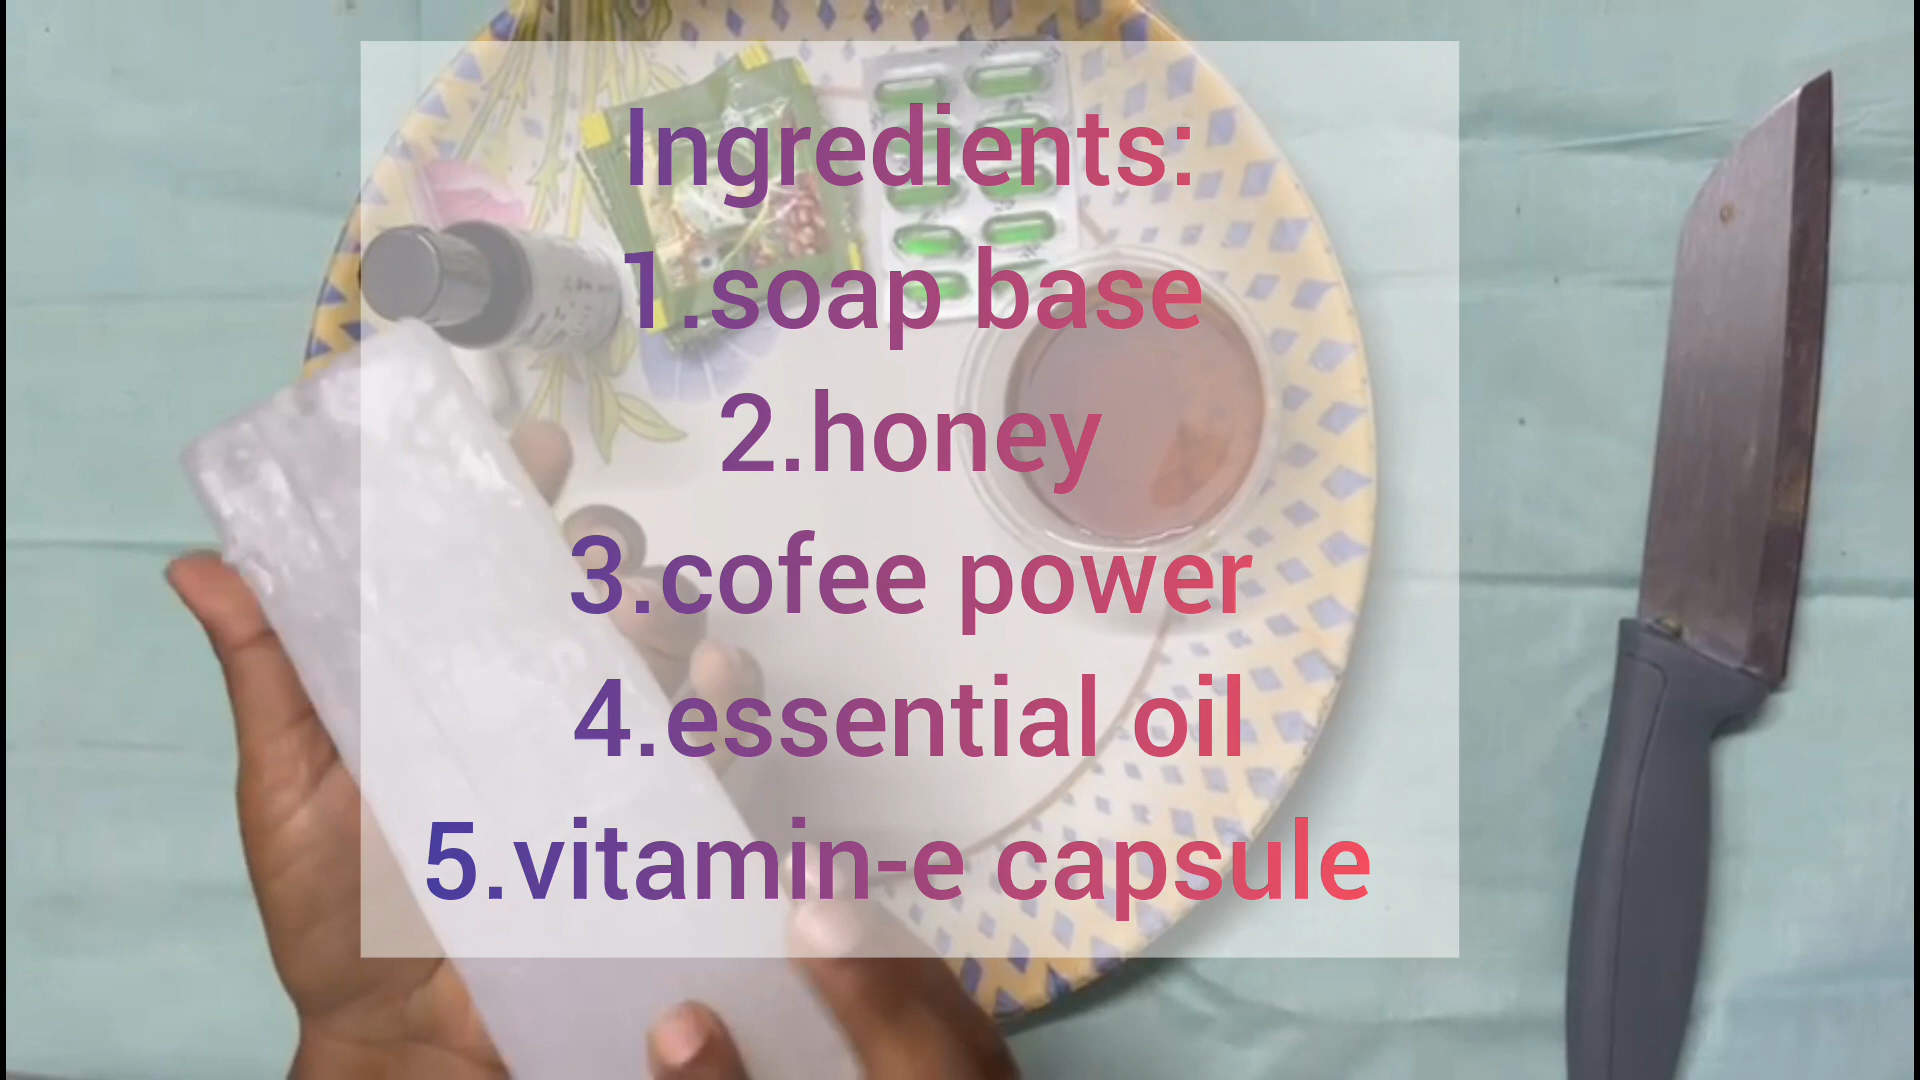 Ingredients:
1.soap base
2.honey
3.cofee power
4.essential oil
5.vitamin-e capsule